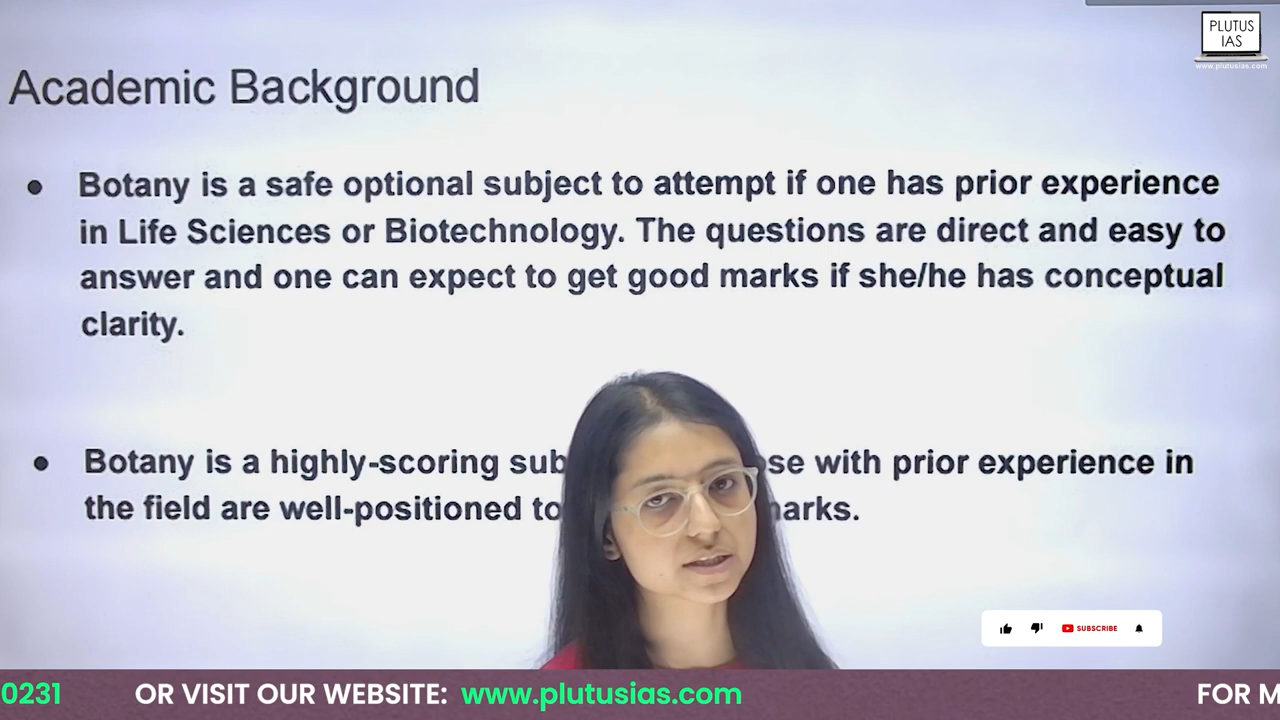 PLUTUS
IAS
www.plutusias.com
Academic Background
● Botany is a safe optional subject to attempt if one has prior experience
in Life Sciences or Biotechnology. The questions are direct and easy to
answer and one can expect to get good marks if she/he has conceptual
clarity.
● Botany is a highly-scoring with prior experience in
the field are well-positioned to
SUBSCRIBE
0231 OR VISIT OUR WEBSITE: www.plutusias.com FOR M